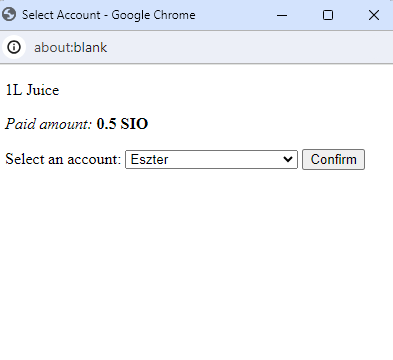 Select Account - Google Chrome
about:blank
1L Juice
Paid amount: 0.5 SIO
Select an account: Eszter Confirm